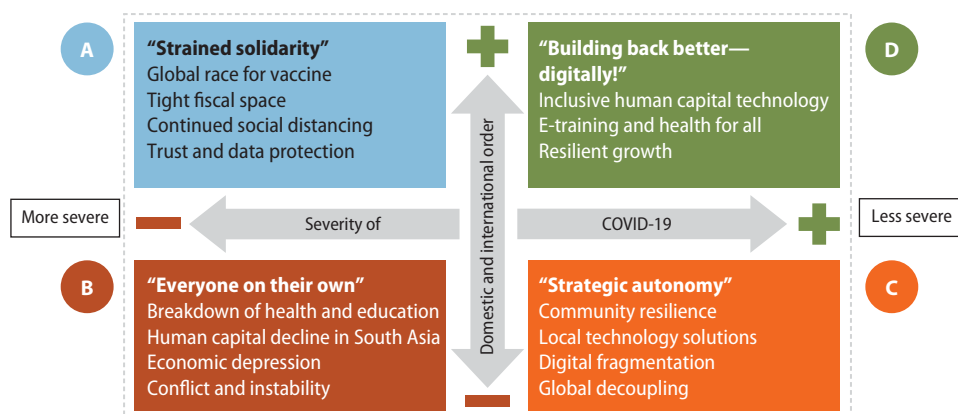 A
“Strained solidarity”
Global race for vaccine
Tight fiscal space
Continued social distancing
Trust and data protection
“Building back better—
digitally!”
Inclusive human capital technology
E-training and health for all
Resilient growth
D
More severe
Severity of
Domestic and international order
COVID-19
Less severe
B
“Everyone on their own”
Breakdown of health and education
Human capital decline in South Asia
Economic depression
Conflict and instability
“Strategic autonomy”
Community resilience
Local technology solutions
Digital fragmentation
Global decoupling
C